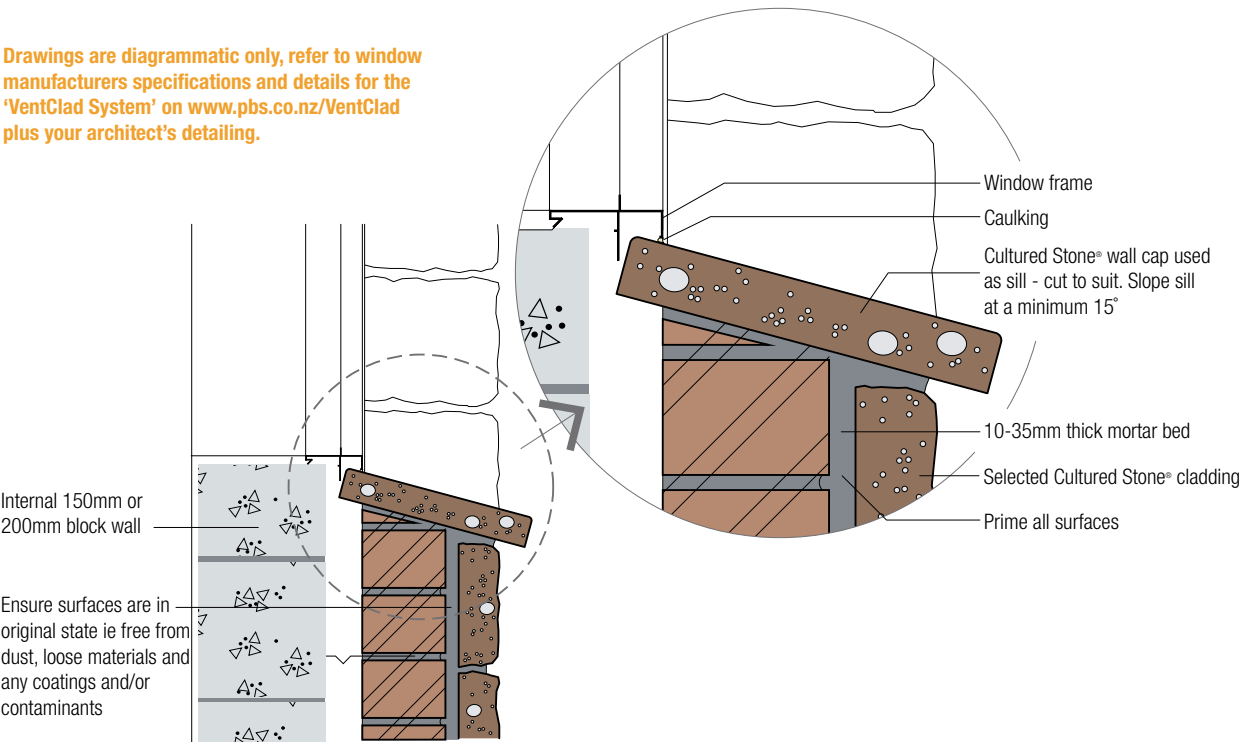 Drawings are diagrammatic only, refer to window
manufacturers specifications and details for the
‘VentClad System’ on www.pbs.co.nz/VentClad
plus your architect’s detailing.
Window frame
Caulking
Cultured Stone® wall cap used
as sill - cut to suit. Slope sill
at a minimum 15˚
10-35mm thick mortar bed
Selected Cultured Stone® cladding
Prime all surfaces
Internal 150mm or
200mm block wall
Ensure surfaces are in
original state ie free from
dust, loose materials and
any coatings and/or
contaminants